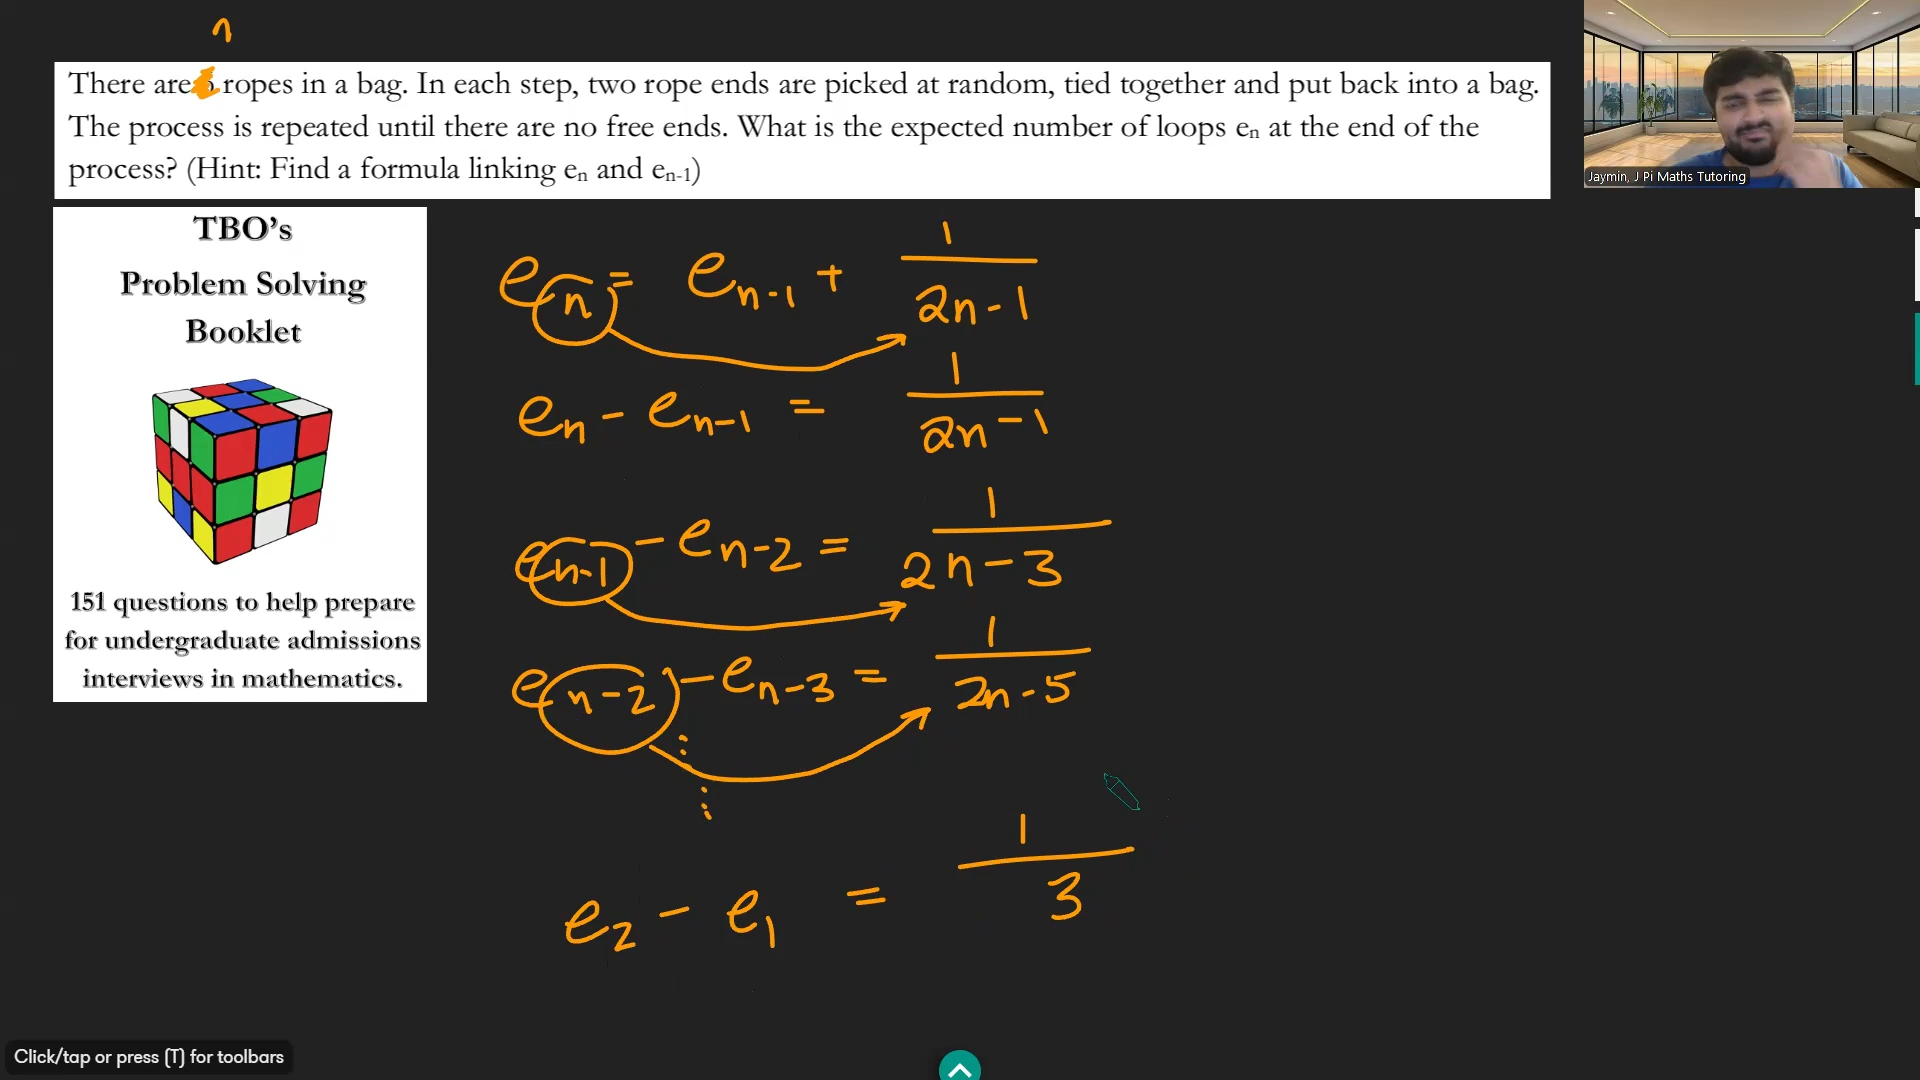 n
There are ropes in a bag. In each step, two rope ends are picked at random, tied together and put back into a bag.
The process is repeated until there are no free ends. What is the expected number of loops eₙ at the end of the
process? (Hint: Find a formula linking eₙ and eₙ₋₁)
Jaymin, J Pi Maths Tutoring
TBO's
Problem Solving
Booklet
151 questions to help prepare
for undergraduate admissions
interviews in mathematics.
eₙ = eₙ₋₁ + 1/(2n-1)
eₙ - eₙ₋₁ = 1/(2n-1)
eₙ₋₁ - eₙ₋₂ = 1/(2n-3)
eₙ₋₂ - eₙ₋₃ = 1/(2n-5)
⋮
⋮
e₂ - e₁ = 1/3
Click/tap or press (T) for toolbars